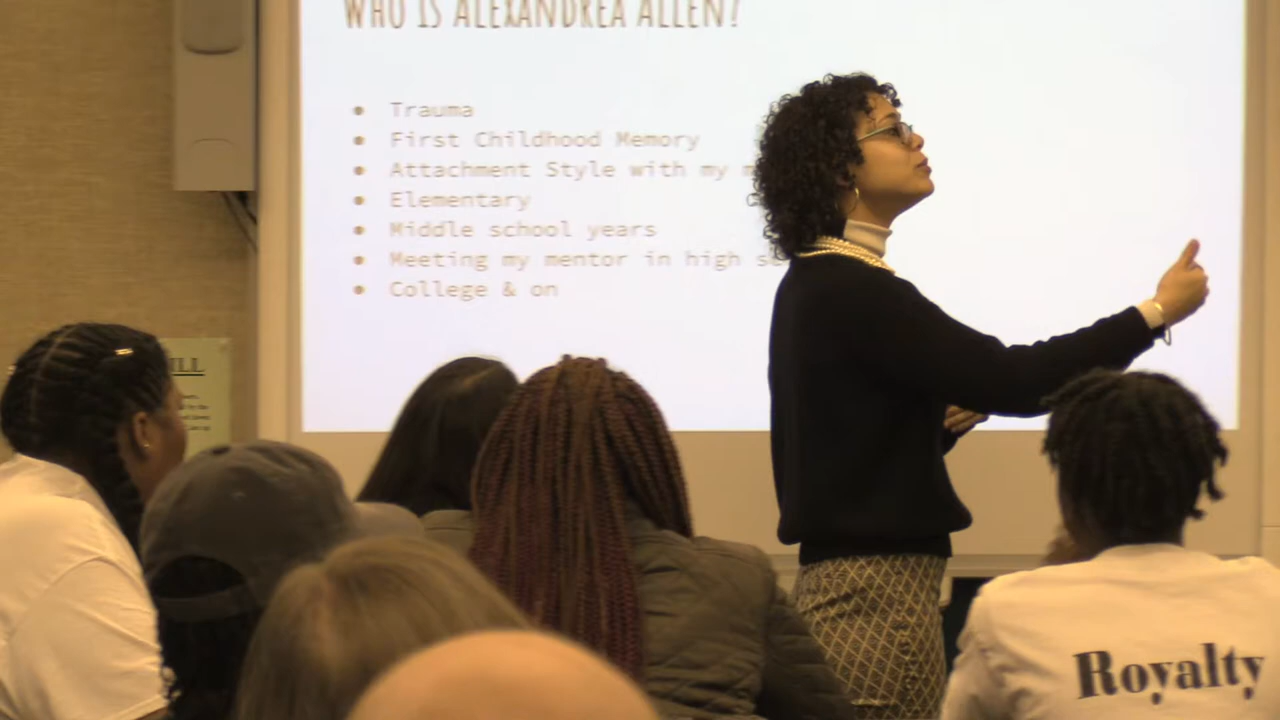 WHO IS ALEXANDREA ALLEN?
• Trauma
• First Childhood Memory
• Attachment Style with my
• Elementary
• Middle school years
• Meeting my mentor in high
• College & on
Royalty